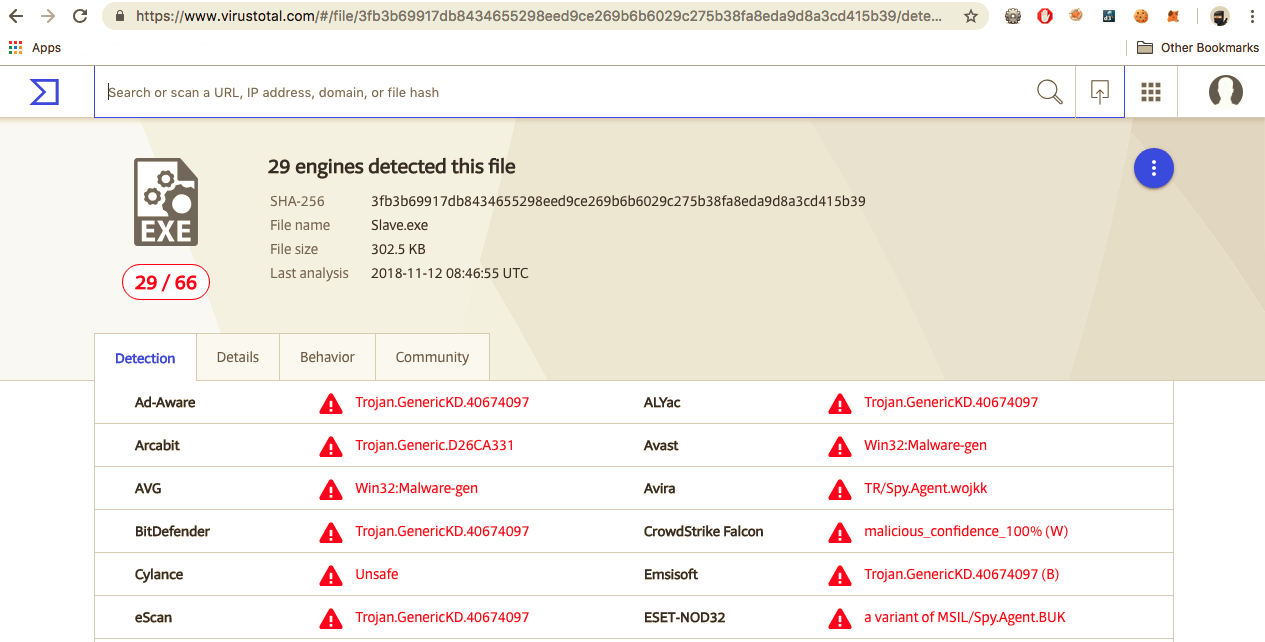 https://www.virustotal.com/#/file/3fb3b69917db8434655298eed9ce269b6b6029c275b38fa8eda9d8a3cd415b39/dete...
Apps
Other Bookmarks
Search or scan a URL, IP address, domain, or file hash
29 engines detected this file
EXE
29 / 66
SHA-256 3fb3b69917db8434655298eed9ce269b6b6029c275b38fa8eda9d8a3cd415b39
File name Slave.exe
File size 302.5 KB
Last analysis 2018-11-12 08:46:55 UTC
Detection Details Behavior Community
Ad-Aware Trojan.GenericKD.40674097 ALYac Trojan.GenericKD.40674097
Arcabit Trojan.Generic.D26CA331 Avast Win32:Malware-gen
AVG Win32:Malware-gen Avira TR/Spy.Agent.wojkk
BitDefender Trojan.GenericKD.40674097 CrowdStrike Falcon malicious_confidence_100% (W)
Cylance Unsafe Emsisoft Trojan.GenericKD.40674097 (B)
eScan Trojan.GenericKD.40674097 ESET-NOD32 a variant of MSIL/Spy.Agent.BUK